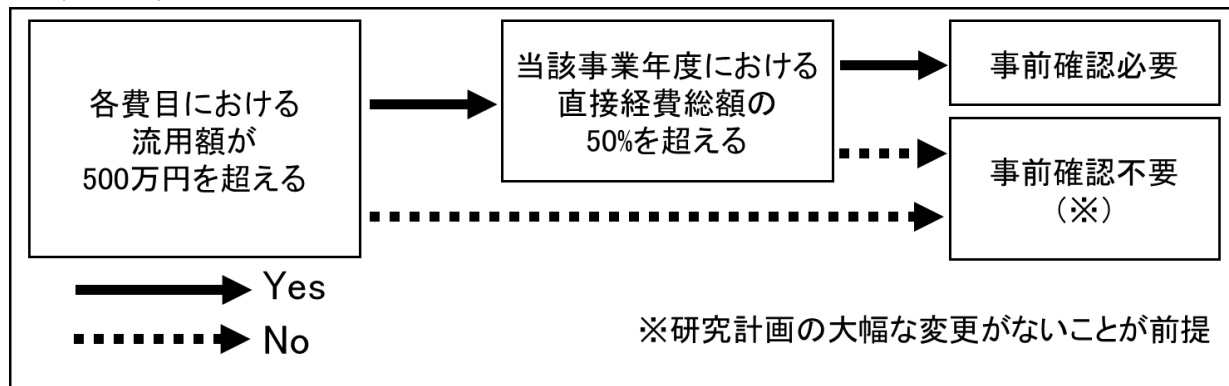 各費目における
流用額が
500万円を超える
当該事業年度における
直接経費総額の
50%を超える
事前確認必要
事前確認不要
（※）
Yes
No
※研究計画の大幅な変更がないことが前提